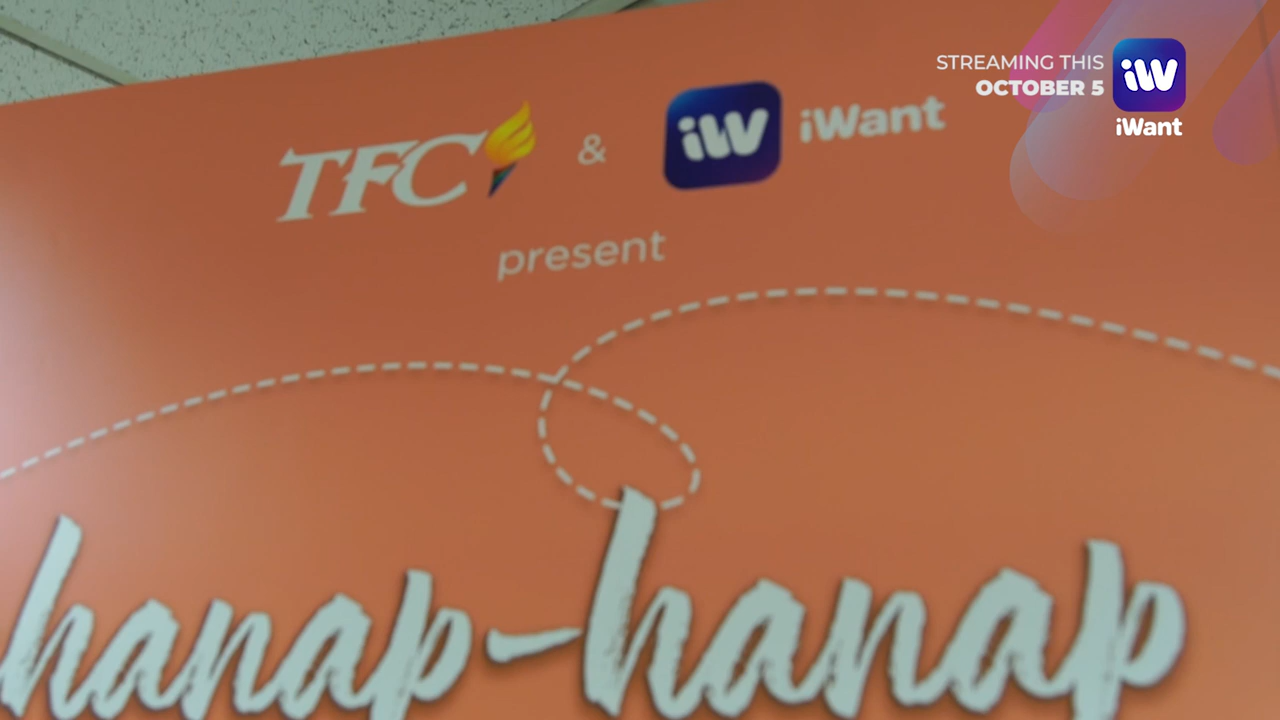 STREAMING THIS
OCTOBER 5
iW
iWant
TFC & iW iWant
present
hanap-hanap